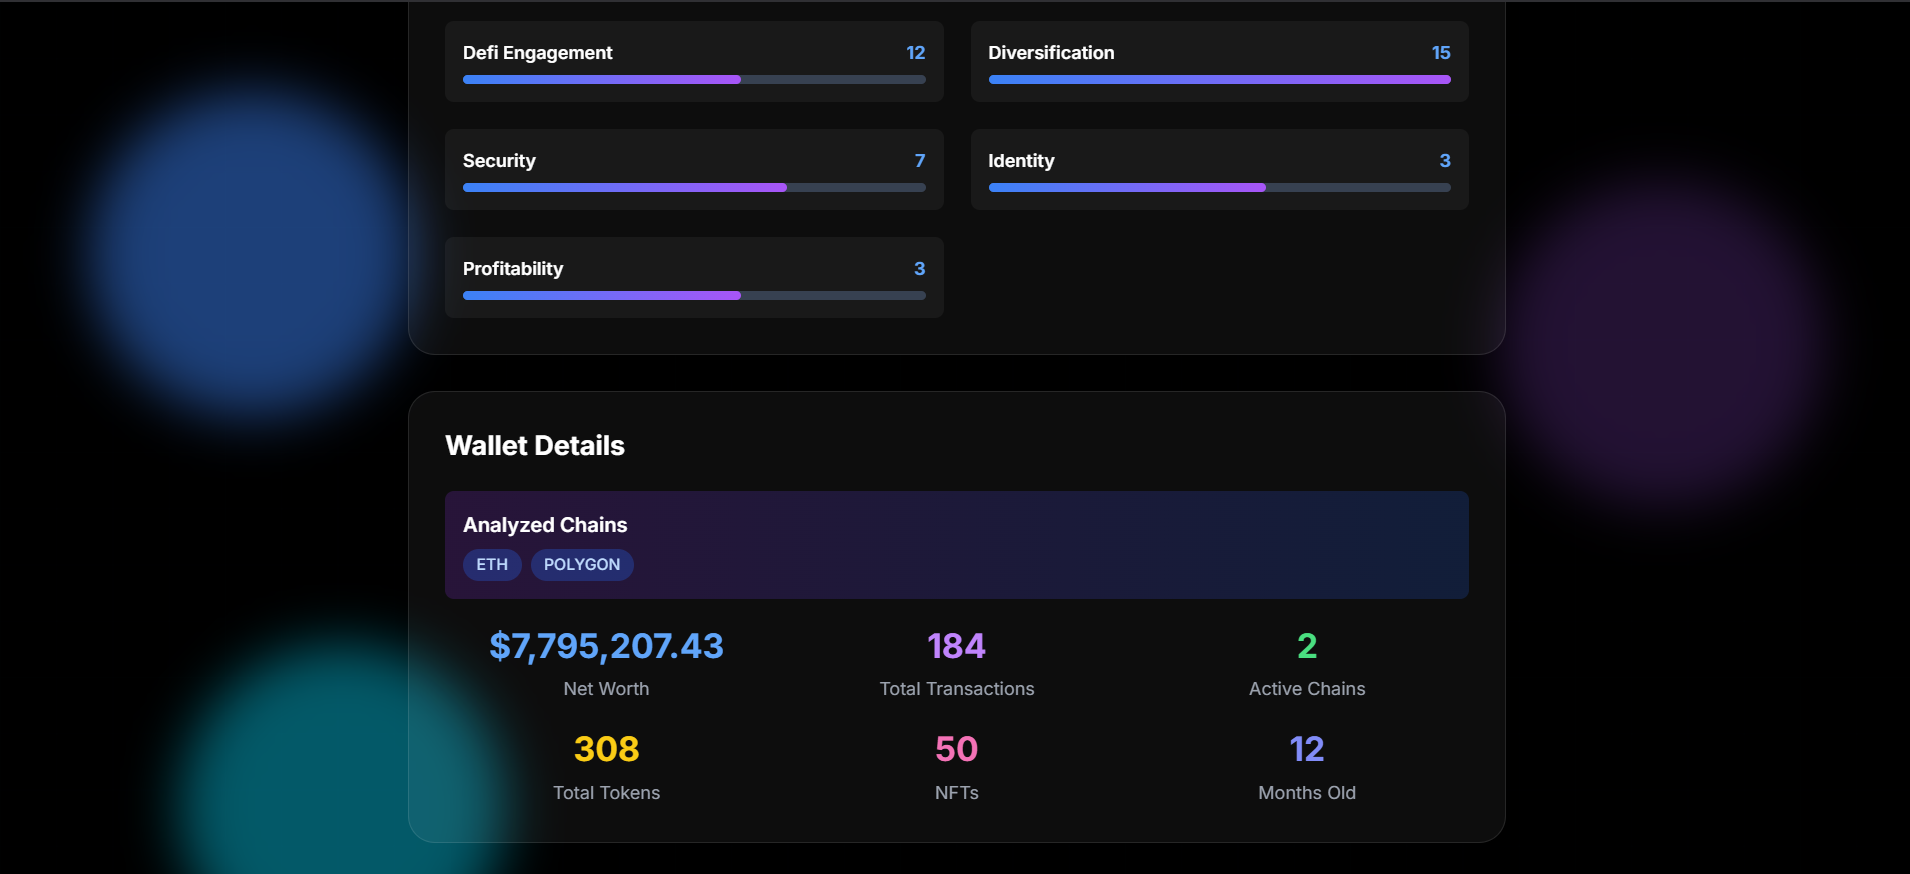 Defi Engagement 12
Diversification 15
Security 7
Identity 3
Profitability 3
Wallet Details
Analyzed Chains
ETH POLYGON
$7,795,207.43 184 2
Net Worth Total Transactions Active Chains
308 50 12
Total Tokens NFTs Months Old